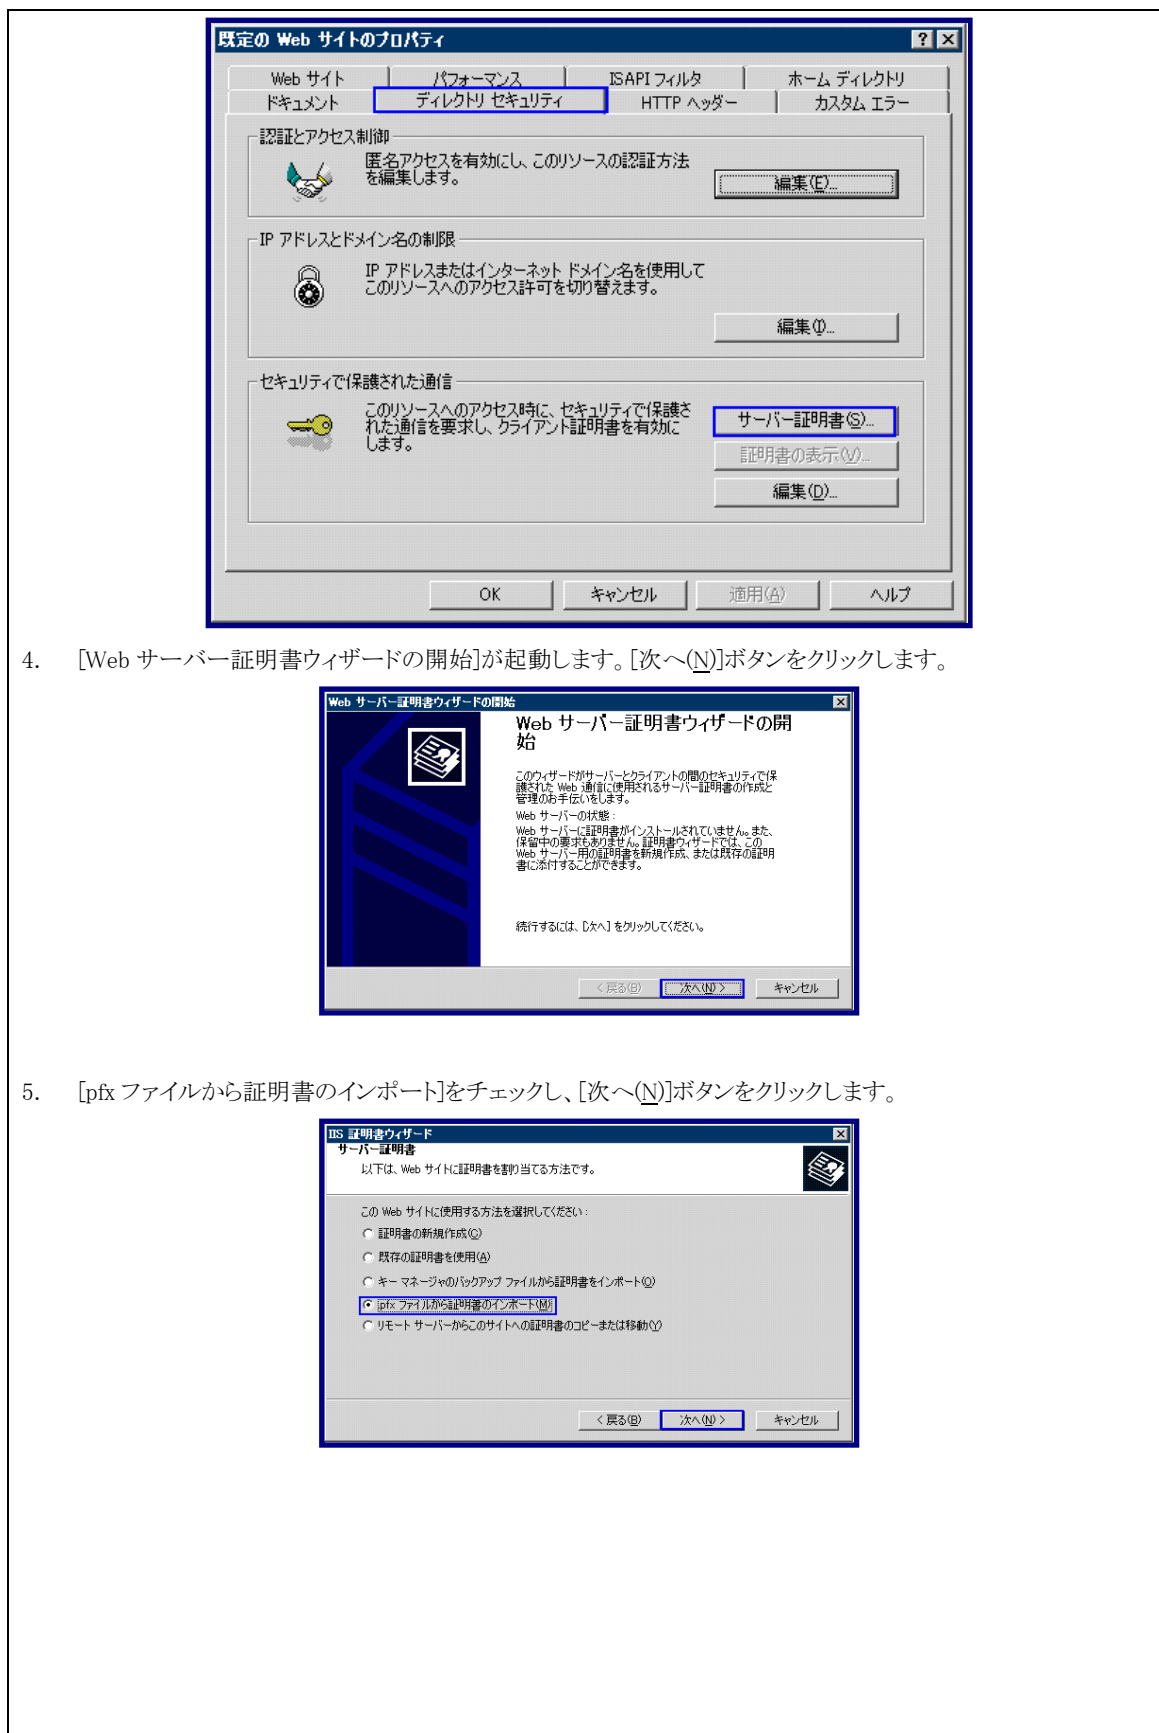 既定の Web サイトのプロパティ
Web サイト パフォーマンス ISAPI フィルタ ホーム ディレクトリ
ドキュメント ディレクトリ セキュリティ HTTP ヘッダー カスタム エラー
認証とアクセス制御
匿名アクセスを有効にし、このリソースの認証方法
を編集します。
編集(E)...
IP アドレスとドメイン名の制限
IP アドレスまたはインターネット ドメイン名を使用して
このリソースへのアクセス許可を切り替えます。
編集(I)...
セキュリティで保護された通信
このリソースへのアクセス時に、セキュリティで保護さ
れた通信を要求し、クライアント証明書を有効に
します。
サーバー証明書(S)...
証明書の表示(V)...
編集(D)...
OK キャンセル 適用(A) ヘルプ
4. [Web サーバー証明書ウィザードの開始]が起動します。[次へ(N)]ボタンをクリックします。
Web サーバー証明書ウィザードの開始
Web サーバー証明書ウィザードの開
始
このウィザードがサーバーとクライアントの間のセキュリティで保
護された Web 通信に使用されるサーバー証明書の作成と
管理のお手伝いをします。
Web サーバーの状態 :
Web サーバーに証明書がインストールされていません。また、
保留中の要求もありません。証明書ウィザードでは、この
Web サーバー用の証明書を新規作成、または既存の証明
書に添付することができます。
続行するには、[次へ] をクリックしてください。
< 戻る(B) 次へ(N) > キャンセル
5. [pfx ファイルから証明書のインポート]をチェックし、[次へ(N)]ボタンをクリックします。
IIS 証明書ウィザード
サーバー証明書
以下は、Web サイトに証明書を割り当てる方法です。
この Web サイトに使用する方法を選択してください :
証明書の新規作成(C)
既存の証明書を使用(A)
キー マネージャのバックアップ ファイルから証明書をインポート(O)
pfx ファイルから証明書のインポート(M)
リモート サーバーからこのサイトへの証明書のコピーまたは移動(Y)
< 戻る(B) 次へ(N) > キャンセル